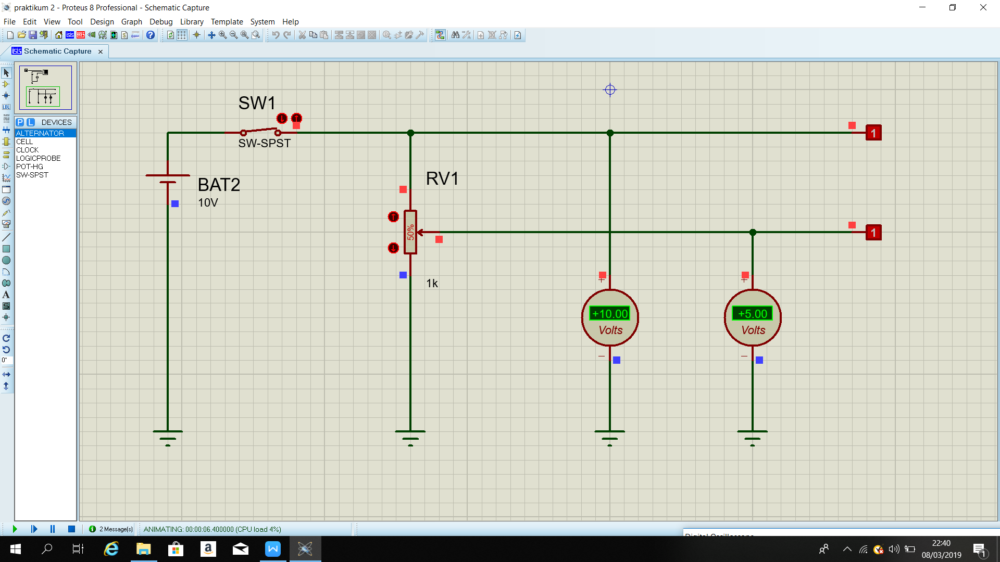 praktikum 2 - Proteus 8 Professional - Schematic Capture
File Edit View Tool Design Graph Debug Library Template System Help
Schematic Capture
P L DEVICES
ALTERNATOR
CELL
CLOCK
LOGICPROBE
POT-HG
SW-SPST
LBL
A
S
0°
SW1
SW-SPST
BAT2
10V
RV1
50%
1k
1
1
+
+10.00
Volts
+
+5.00
Volts
2 Message(s)
ANIMATING: 00:00:06.400000 (CPU load 4%)
22:40
08/03/2019
1